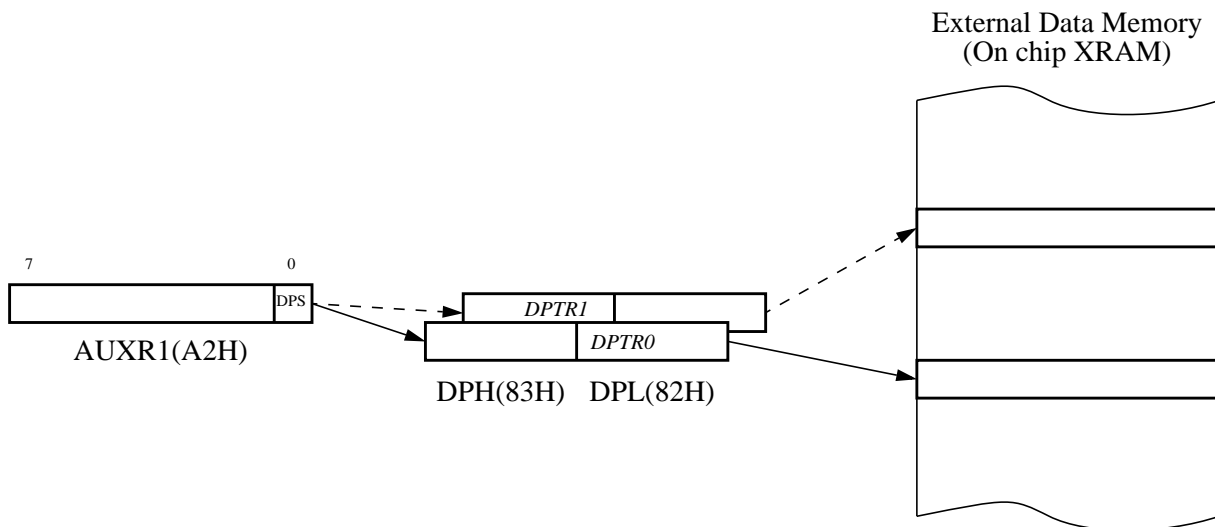 External Data Memory
(On chip XRAM)
7 0
DPS
DPTR1
DPTR0
AUXR1(A2H)
DPH(83H) DPL(82H)